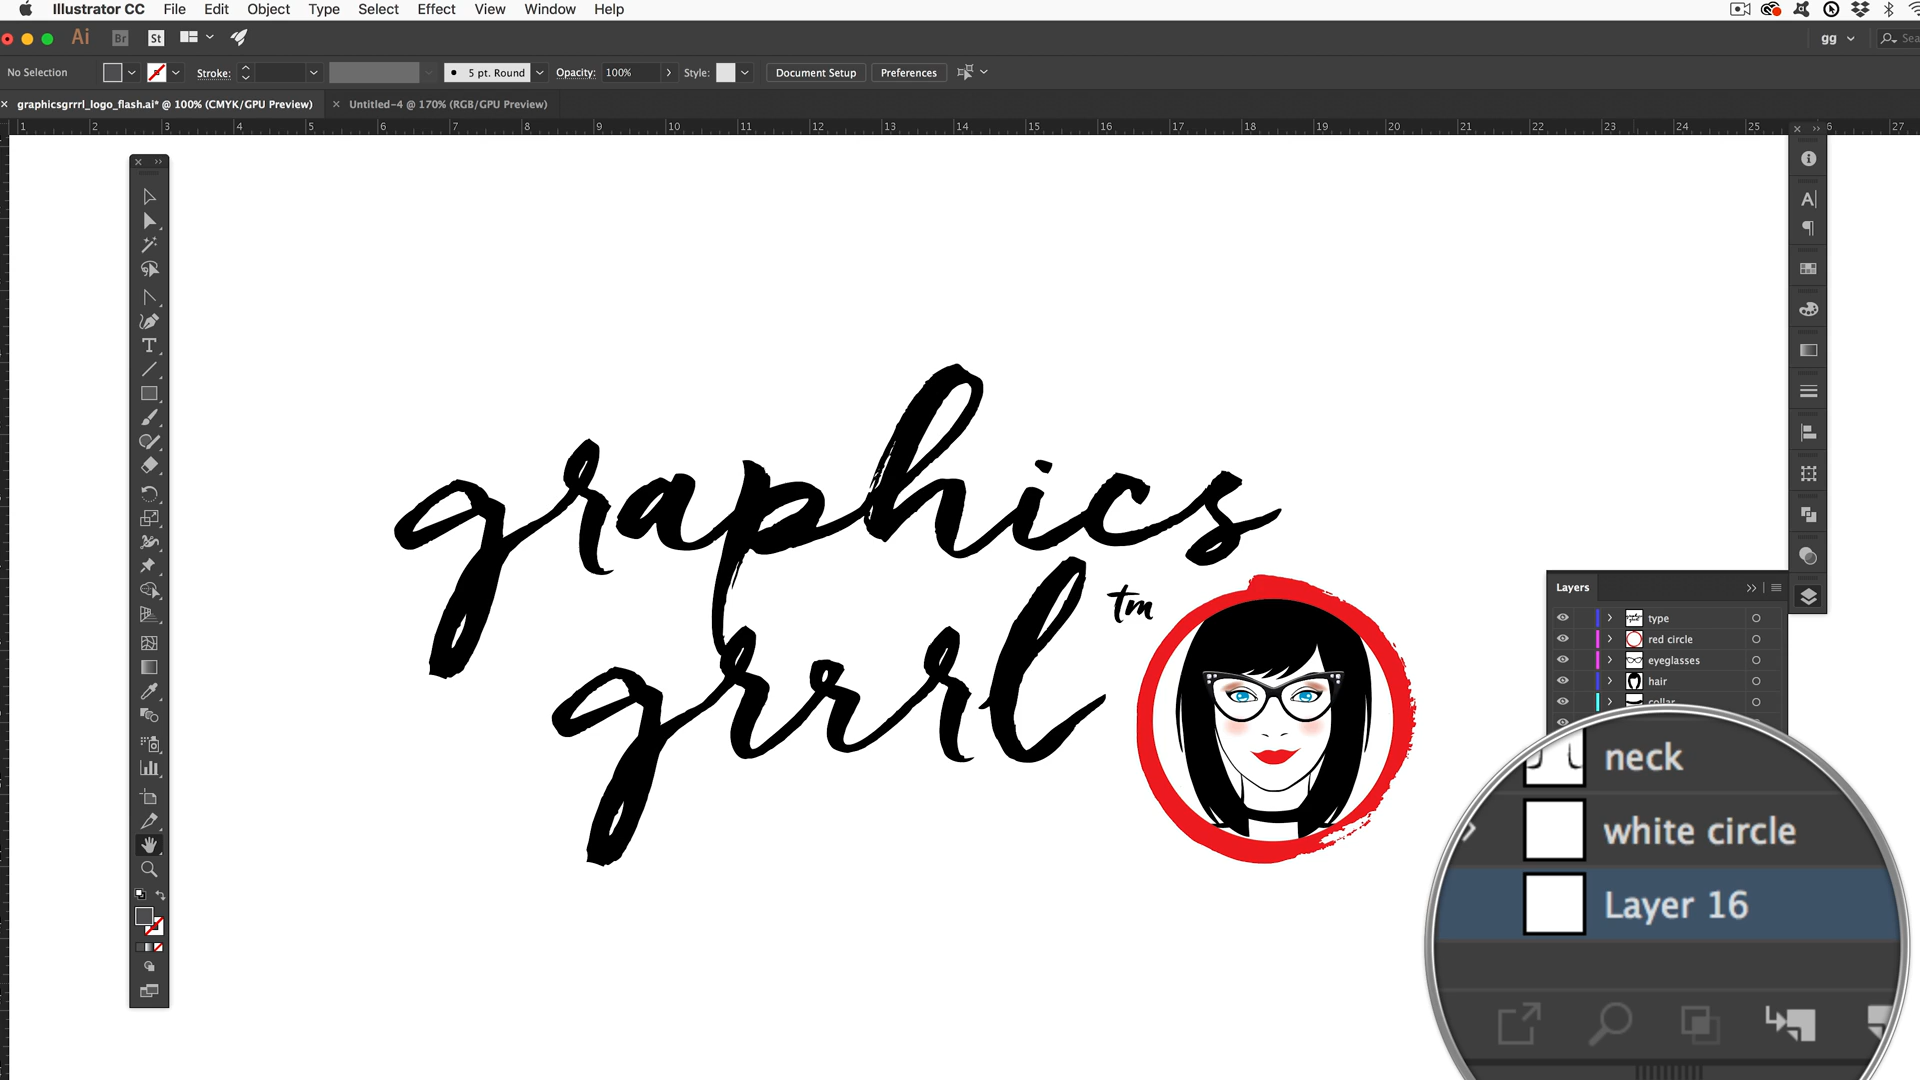 Illustrator CC File Edit Object Type Select Effect View Window Help
Ai Br St gg Sea
No Selection Stroke: 5 pt. Round Opacity: 100% Style: Document Setup Preferences
× graphicsgrrrl_logo_flash.ai* @ 100% (CMYK/GPU Preview) × Untitled-4 @ 170% (RGB/GPU Preview)
1 2 3 4 5 6 7 8 9 10 11 12 13 14 15 16 17 18 19 20 21 22 23 24 25 6 27
graphics
grrrl
tm
Layers
type
red circle
eyeglasses
hair
collar
neck
white circle
Layer 16